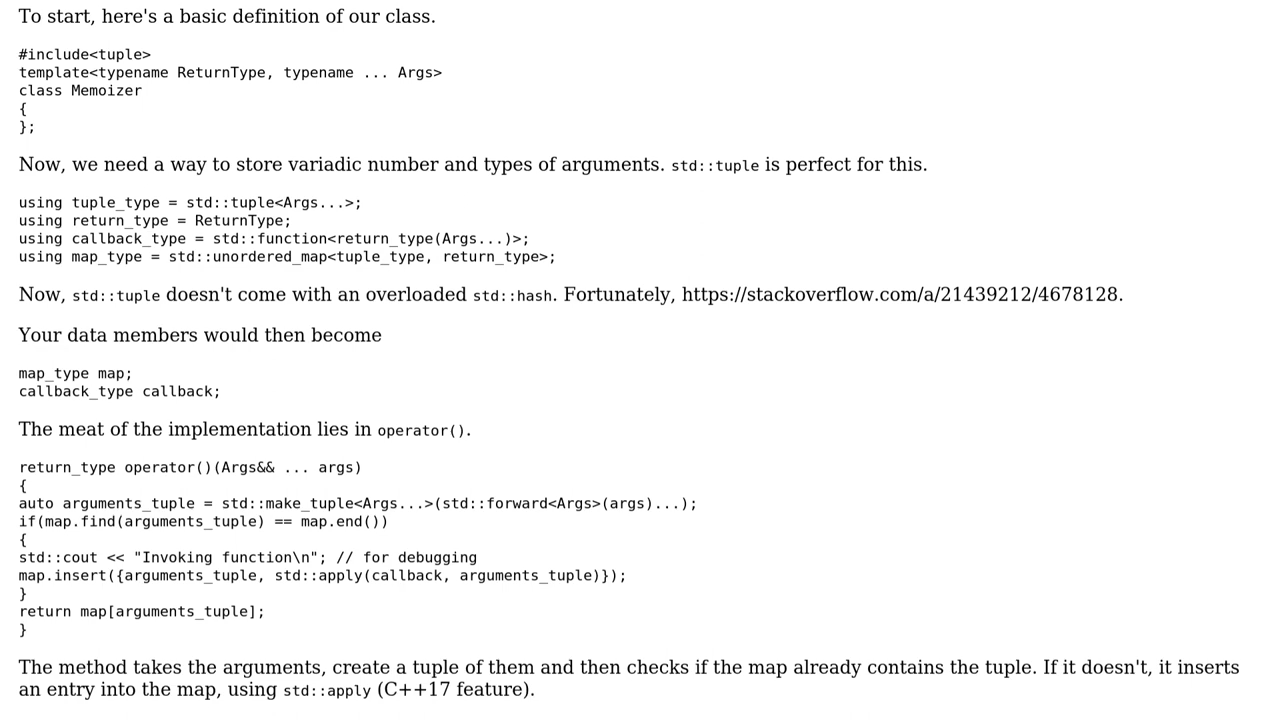 To start, here's a basic definition of our class.
#include<tuple>
template<typename ReturnType, typename ... Args>
class Memoizer
{
};
Now, we need a way to store variadic number and types of arguments. std::tuple is perfect for this.
using tuple_type = std::tuple<Args...>;
using return_type = ReturnType;
using callback_type = std::function<return_type(Args...)>;
using map_type = std::unordered_map<tuple_type, return_type>;
Now, std::tuple doesn't come with an overloaded std::hash. Fortunately, https://stackoverflow.com/a/21439212/4678128.
Your data members would then become
map_type map;
callback_type callback;
The meat of the implementation lies in operator().
return_type operator()(Args&& ... args)
{
auto arguments_tuple = std::make_tuple<Args...>(std::forward<Args>(args)...);
if(map.find(arguments_tuple) == map.end())
{
std::cout << "Invoking function\n"; // for debugging
map.insert({arguments_tuple, std::apply(callback, arguments_tuple)});
}
return map[arguments_tuple];
}
The method takes the arguments, create a tuple of them and then checks if the map already contains the tuple. If it doesn't, it inserts
an entry into the map, using std::apply (C++17 feature).